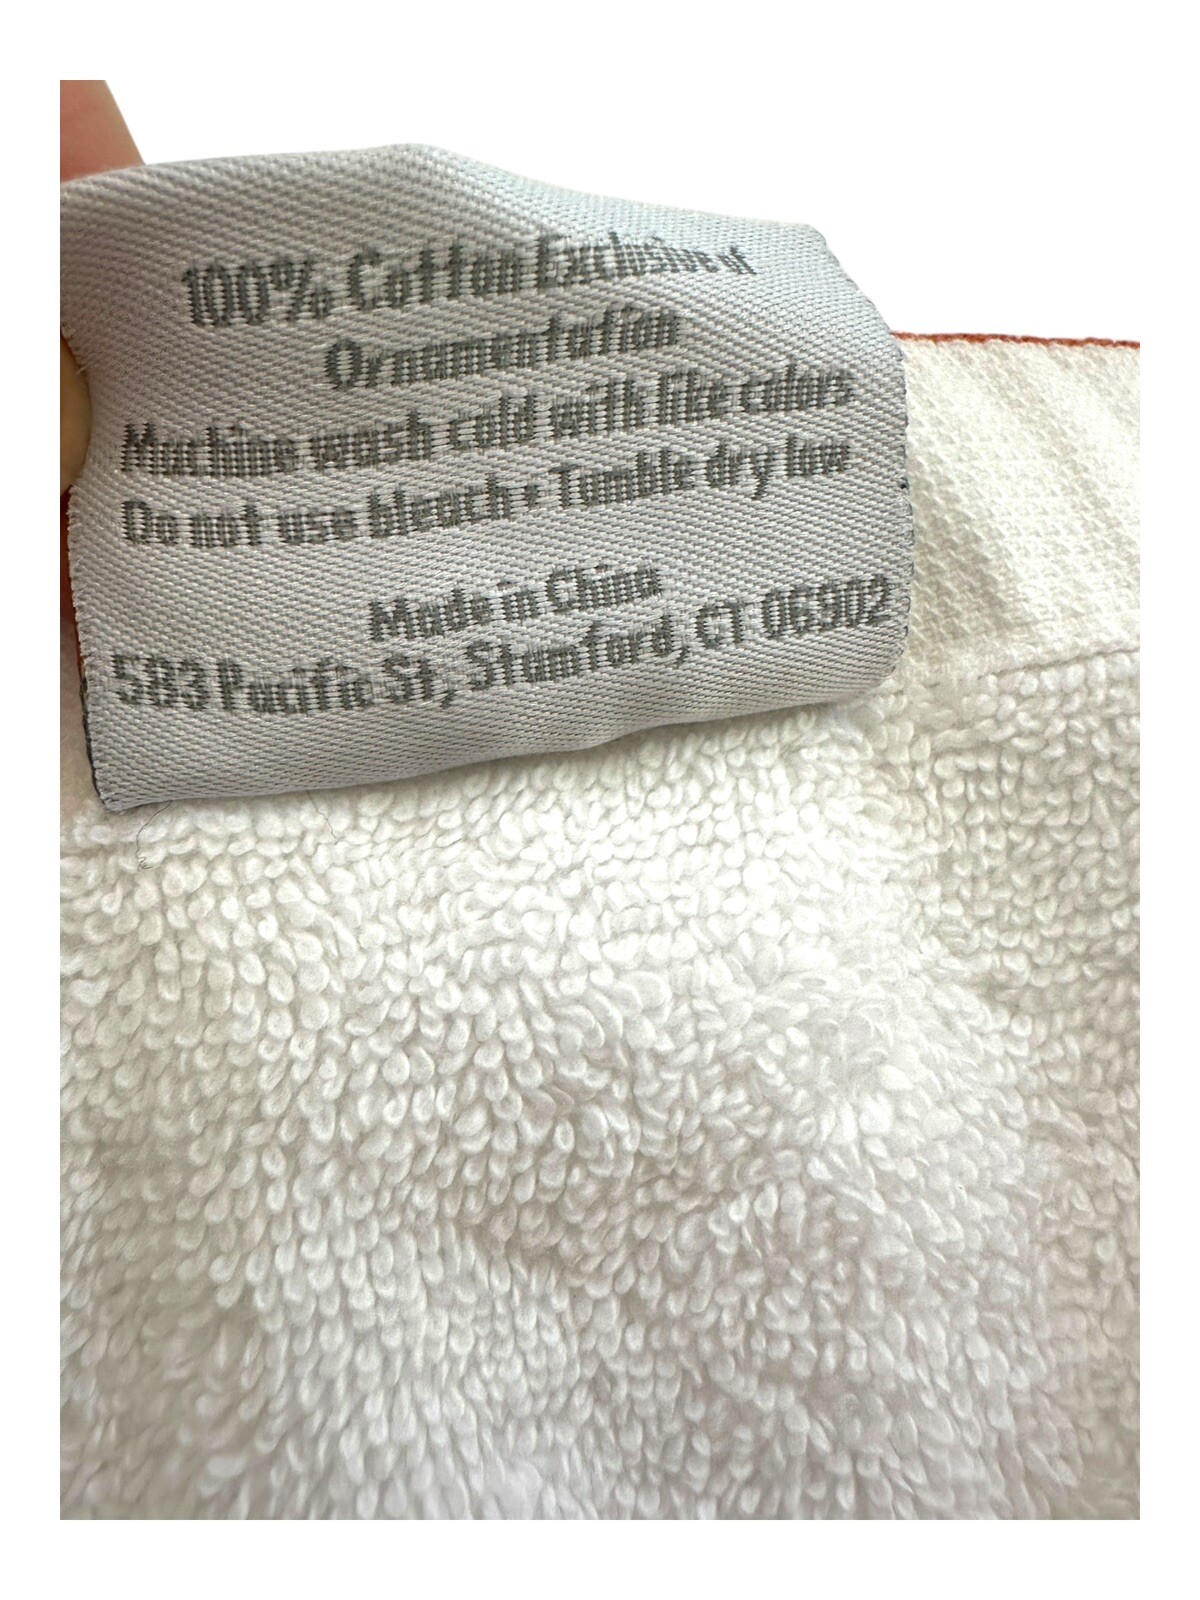 100% Cotton Exclusive of
Ornamentation
Machine wash cold with like colors
Do not use bleach • Tumble dry low
Made in China
583 Pacific St, Stamford, CT 06902